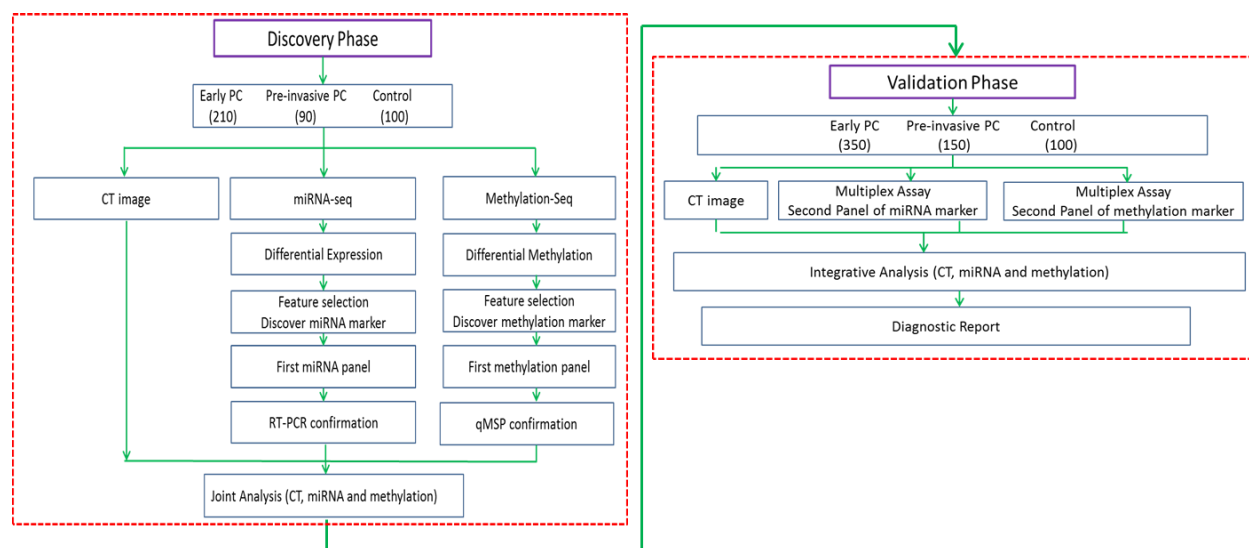 Discovery Phase
Early PC Pre-invasive PC Control
(210) (90) (100)
CT image
miRNA-seq
Methylation-Seq
Differential Expression
Differential Methylation
Feature selection
Discover miRNA marker
Feature selection
Discover methylation marker
First miRNA panel
First methylation panel
RT-PCR confirmation
qMSP confirmation
Joint Analysis (CT, miRNA and methylation)
Validation Phase
Early PC Pre-invasive PC Control
(350) (150) (100)
CT image
Multiplex Assay
Second Panel of miRNA marker
Multiplex Assay
Second Panel of methylation marker
Integrative Analysis (CT, miRNA and methylation)
Diagnostic Report